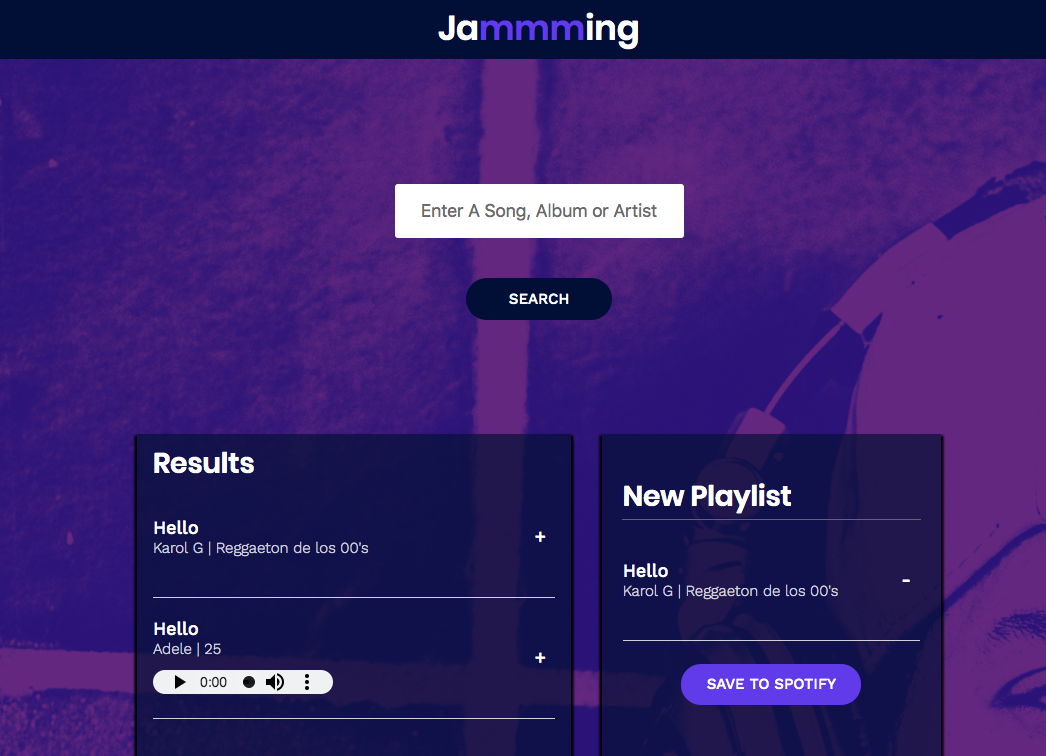 Jammming
Enter A Song, Album or Artist
SEARCH
Results
Hello
Karol G | Reggaeton de los 00's
+
Hello
Adele | 25
+
0:00
New Playlist
Hello
Karol G | Reggaeton de los 00's
-
SAVE TO SPOTIFY